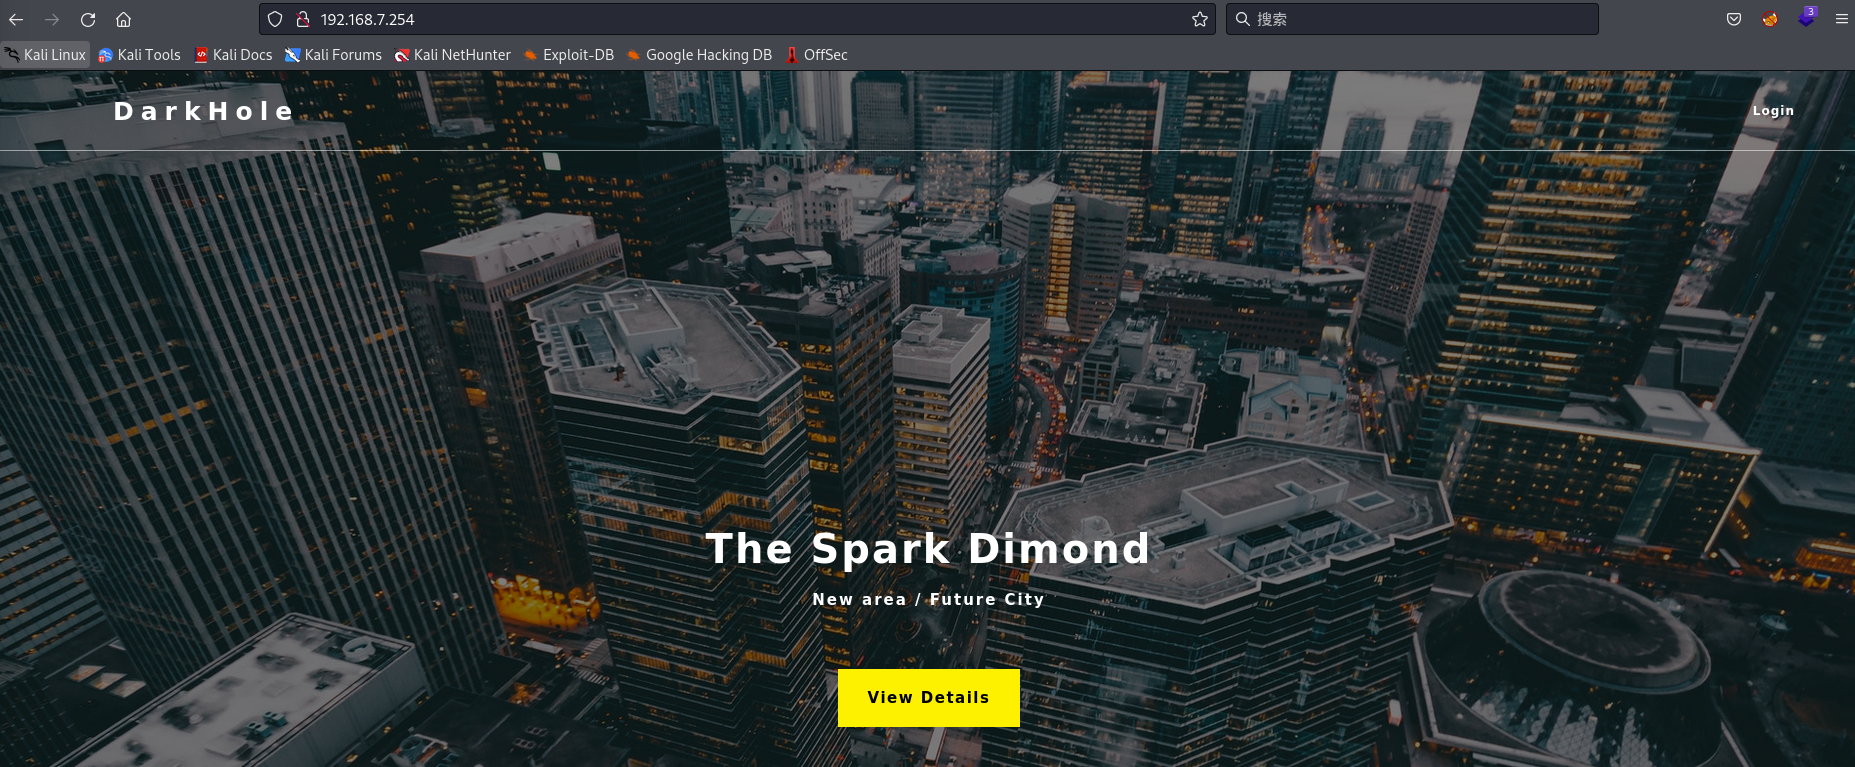 192.168.7.254
搜索
3
Kali Linux Kali Tools Kali Docs Kali Forums Kali NetHunter Exploit-DB Google Hacking DB OffSec
DarkHole
Login
The Spark Dimond
New area / Future City
View Details